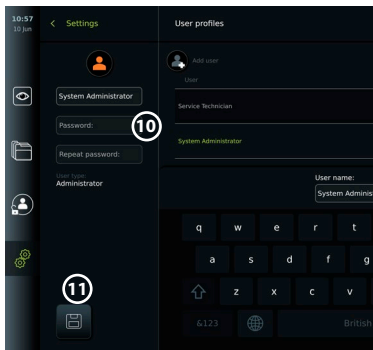 10:57
10 Jun
Settings
User profiles
Add user
User
System Administrator
Service Technician
Password:
10
System Administrator
Repeat password:
User type:
Administrator
User name:
System Adminis
q w e r t
a s d f g
11
z x c v
&123
British